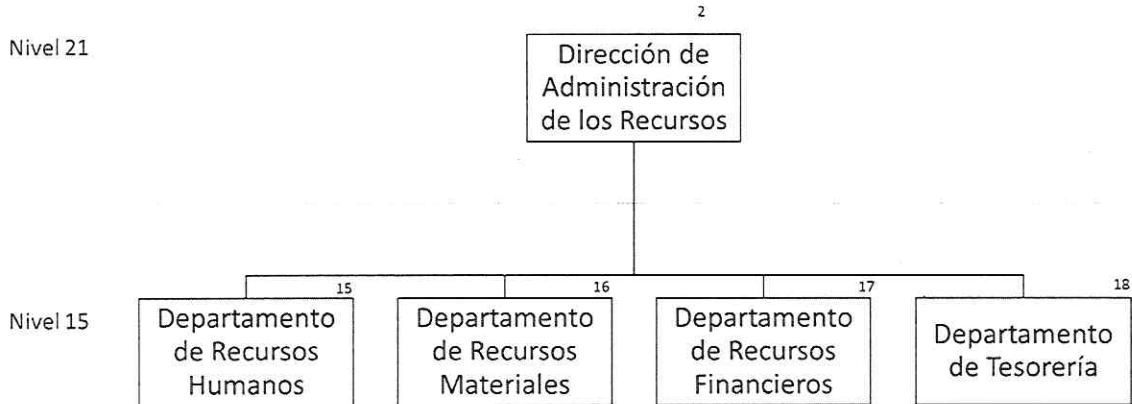 2
Nivel 21
Dirección de
Administración
de los Recursos
15
16
17
18
Nivel 15
Departamento
de Recursos
Humanos
Departamento
de Recursos
Materiales
Departamento
de Recursos
Financieros
Departamento
de Tesorería